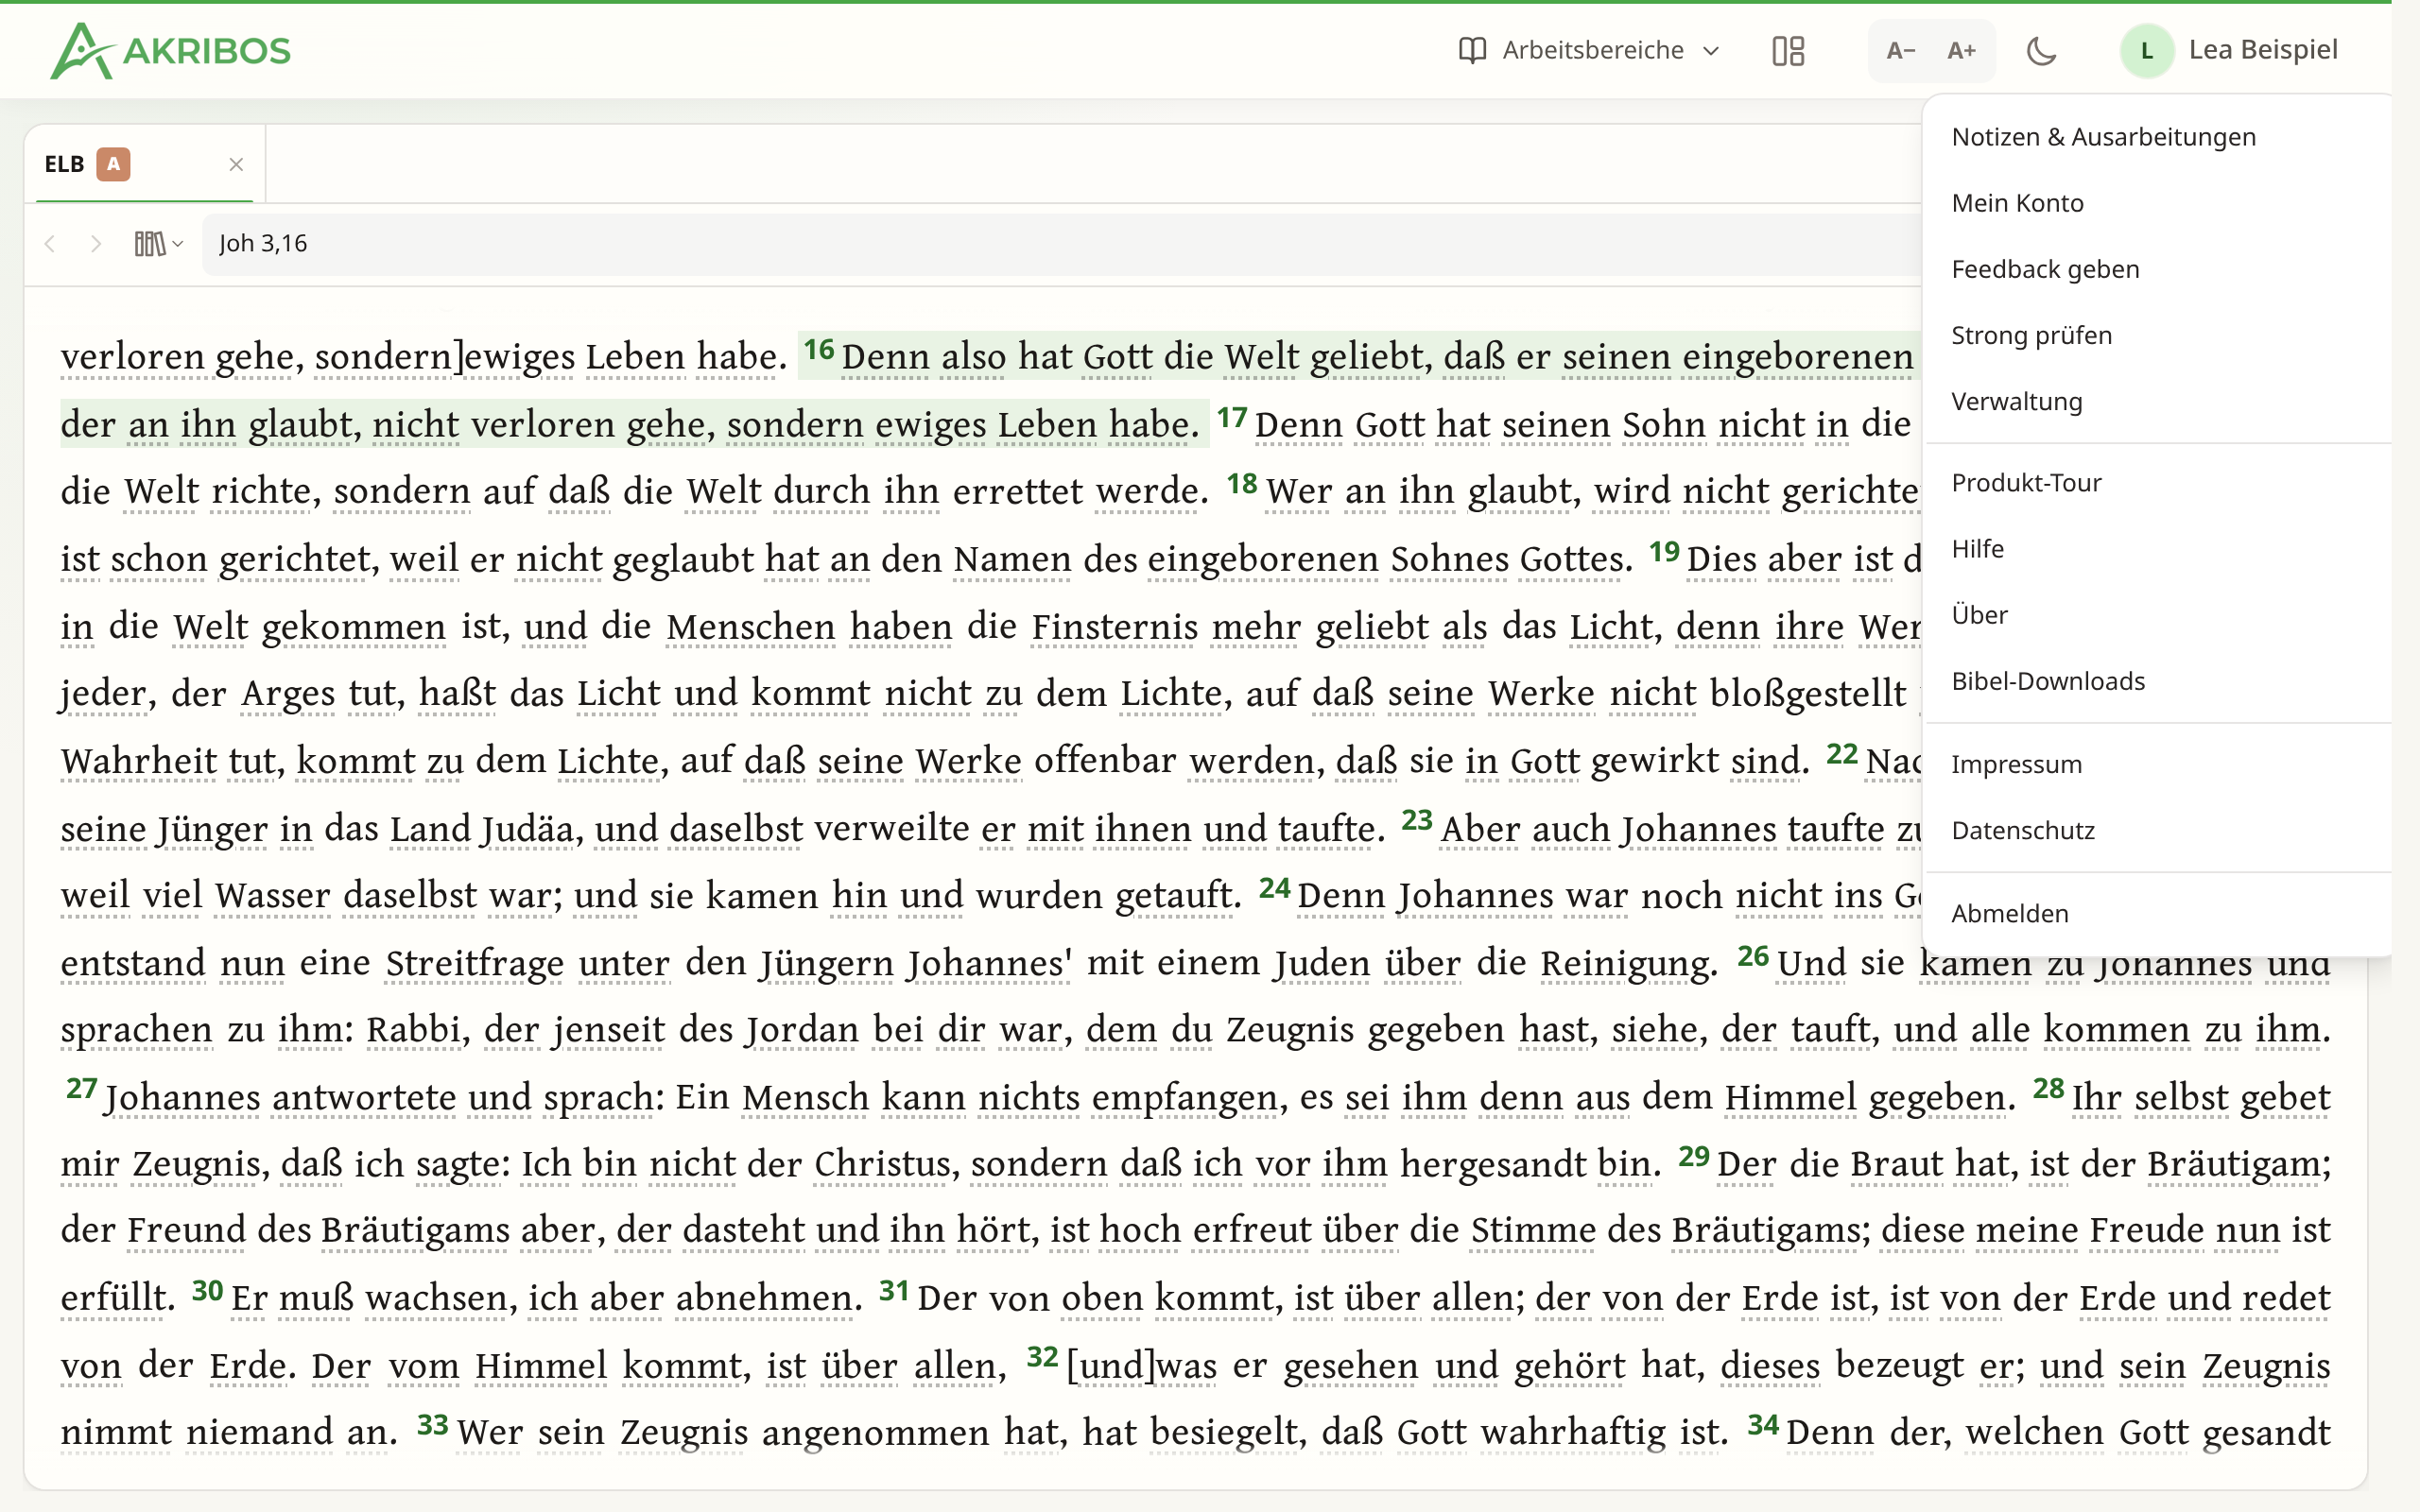 AKRIBOS
Arbeitsbereiche
A− A+
L Lea Beispiel
ELB A
Joh 3,16
Notizen & Ausarbeitungen
Mein Konto
Feedback geben
Strong prüfen
Verwaltung
Produkt-Tour
Hilfe
Über
Bibel-Downloads
Impressum
Datenschutz
Abmelden
verloren gehe, sondern]ewiges Leben habe. 16 Denn also hat Gott die Welt geliebt, daß er seinen eingeborenen
der an ihn glaubt, nicht verloren gehe, sondern ewiges Leben habe. 17 Denn Gott hat seinen Sohn nicht in die
die Welt richte, sondern auf daß die Welt durch ihn errettet werde. 18 Wer an ihn glaubt, wird nicht
ist schon gerichtet, weil er nicht geglaubt hat an den Namen des eingeborenen Sohnes Gottes. 19 Dies aber ist
in die Welt gekommen ist, und die Menschen haben die Finsternis mehr geliebt als das Licht, denn ihre
jeder, der Arges tut, haßt das Licht und kommt nicht zu dem Lichte, auf daß seine Werke nicht bloßgestellt
Wahrheit tut, kommt zu dem Lichte, auf daß seine Werke offenbar werden, daß sie in Gott gewirkt sind. 22
seine Jünger in das Land Judäa, und daselbst verweilte er mit ihnen und taufte. 23 Aber auch Johannes taufte
weil viel Wasser daselbst war; und sie kamen hin und wurden getauft. 24 Denn Johannes war noch nicht ins
entstand nun eine Streitfrage unter den Jüngern Johannes' mit einem Juden über die Reinigung. 26 Und sie kamen zu Johannes und
sprachen zu ihm: Rabbi, der jenseit des Jordan bei dir war, dem du Zeugnis gegeben hast, siehe, der tauft, und alle kommen zu ihm.
27 Johannes antwortete und sprach: Ein Mensch kann nichts empfangen, es sei ihm denn aus dem Himmel gegeben. 28 Ihr selbst gebet
mir Zeugnis, daß ich sagte: Ich bin nicht der Christus, sondern daß ich vor ihm hergesandt bin. 29 Der die Braut hat, ist der Bräutigam;
der Freund des Bräutigams aber, der dasteht und ihn hört, ist hoch erfreut über die Stimme des Bräutigams; diese meine Freude nun ist
erfüllt. 30 Er muß wachsen, ich aber abnehmen. 31 Der von oben kommt, ist über allen; der von der Erde ist, ist von der Erde und redet
von der Erde. Der vom Himmel kommt, ist über allen, 32 [und]was er gesehen und gehört hat, dieses bezeugt er; und sein Zeugnis
nimmt niemand an. 33 Wer sein Zeugnis angenommen hat, hat besiegelt, daß Gott wahrhaftig ist. 34 Denn der, welchen Gott gesandt